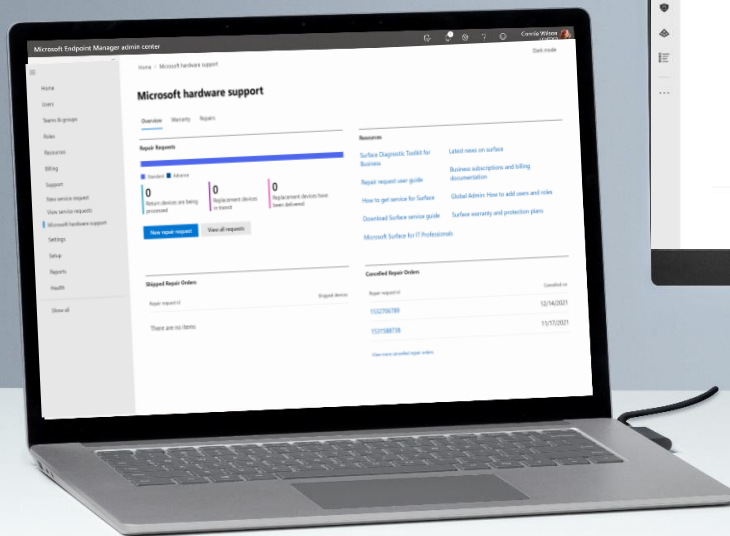 Microsoft Endpoint Manager admin center
Connie Wilson
Home > Microsoft hardware support
Dark mode
Microsoft hardware support
Overview Warranty Repairs
Home
Users
Teams & groups
Roles
Resources
Billing
Support
New service request
View service requests
Microsoft hardware support
Settings
Setup
Reports
Health
Show all
Repair Requests
Standard Advance
0
Return devices are being
processed
0
Replacement devices
in transit
0
Replacement devices have
been delivered
New repair request
View all requests
Resources
Surface Diagnostic Toolkit for
Business
Repair request user guide
How to get service for Surface
Download Surface service guide
Microsoft Surface for IT Professionals
Latest news on surface
Business subscriptions and billing
documentation
Global Admin: How to add users and roles
Surface warranty and protection plans
Shipped Repair Orders
Repair request id Shipped devices
There are no items
Cancelled Repair Orders
Repair request id Cancelled on
1532706788 12/14/2021
1531588738 11/17/2021
View more cancelled repair orders